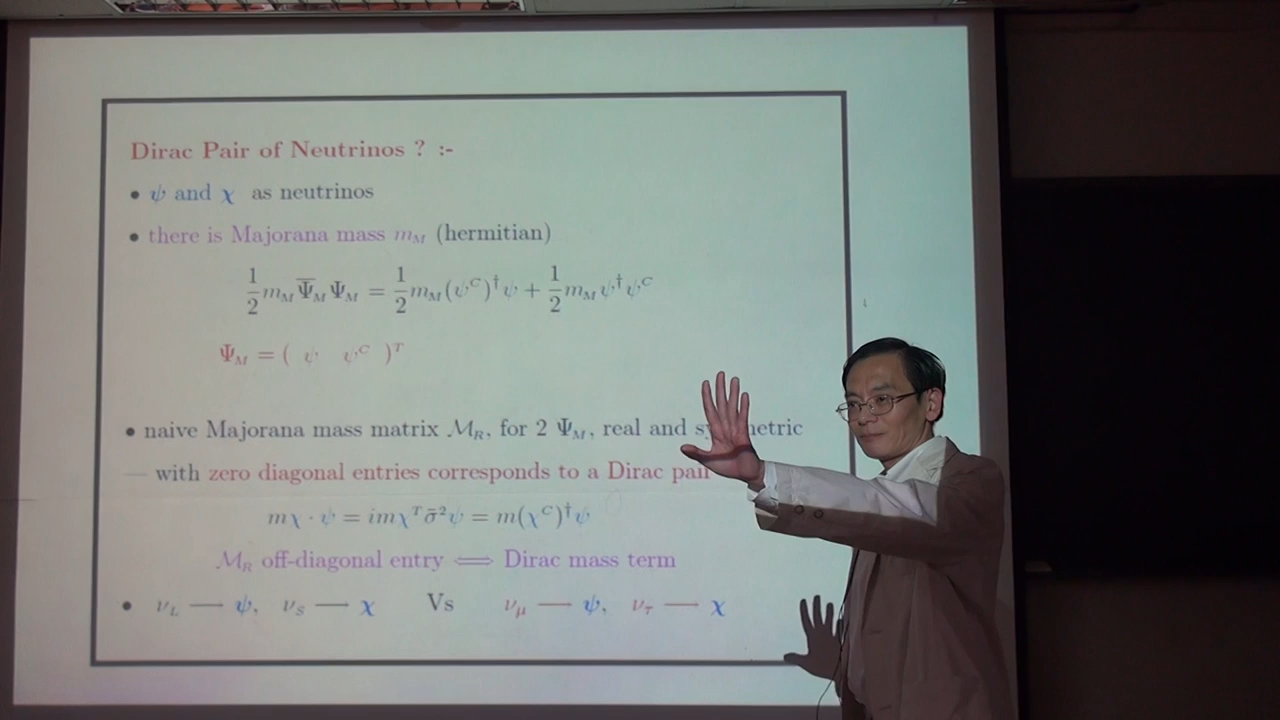 Dirac Pair of Neutrinos ? :-
• ψ and χ as neutrinos
• there is Majorana mass m_M (hermitian)
½ m_M Ψ̅_M Ψ_M = ½ m_M (ψ^C)^† ψ + ½ m_M ψ^† ψ^C
Ψ_M = ( ψ ψ^C )^T
• naive Majorana mass matrix ℳ_R, for 2 Ψ_M, real and
— with zero diagonal entries corresponds to a Dirac pair
mχ · ψ = imχ^T σ̄² ψ = m(χ^C)^† ψ
ℳ_R off-diagonal entry ⟺ Dirac mass term
• ν_L — ψ, ν_S — χ Vs ν_μ — ψ, ν_τ — χ